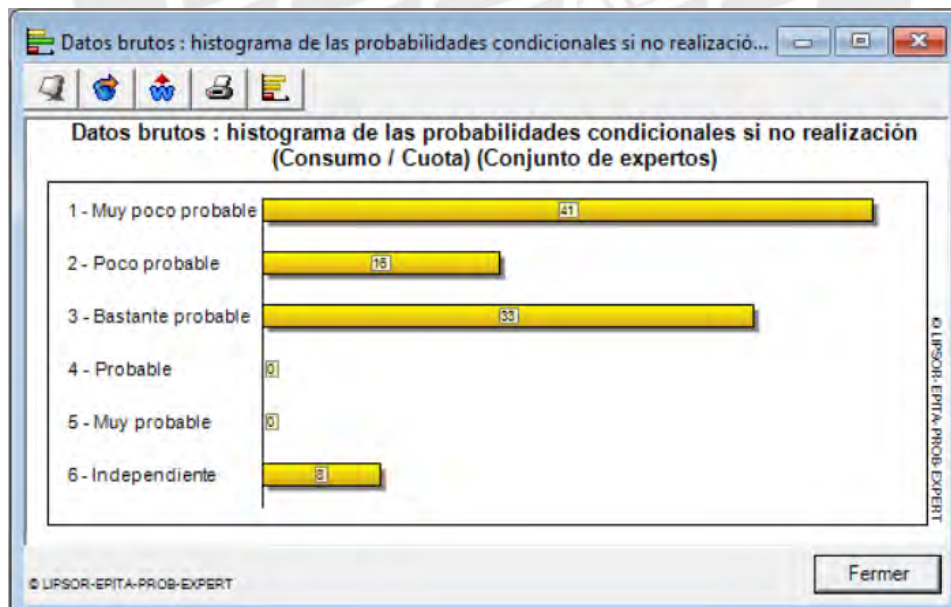 Datos brutos : histograma de las probabilidades condicionales si no realizació...
Datos brutos : histograma de las probabilidades condicionales si no realización
(Consumo / Cuota) (Conjunto de expertos)
1 - Muy poco probable
41
2 - Poco probable
16
3 - Bastante probable
33
4 - Probable
0
5 - Muy probable
0
6 - Independiente
8
© LIPSOR-EPITA-PROB-EXPERT
© LIPSOR-EPITA-PROB-EXPERT
Fermer